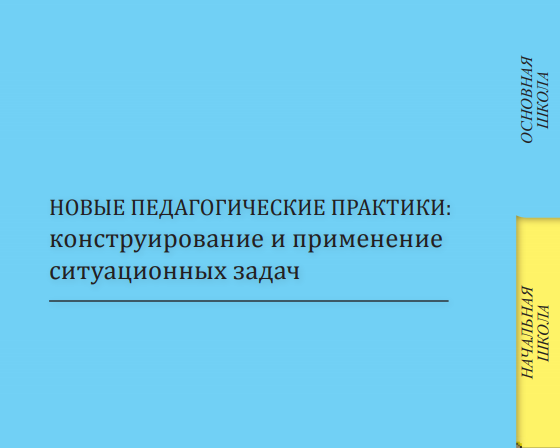 НОВЫЕ ПЕДАГОГИЧЕСКИЕ ПРАКТИКИ:
конструирование и применение
ситуационных задач
ОСНОВНАЯ
ШКОЛА
НАЧАЛЬНАЯ
ШКОЛА